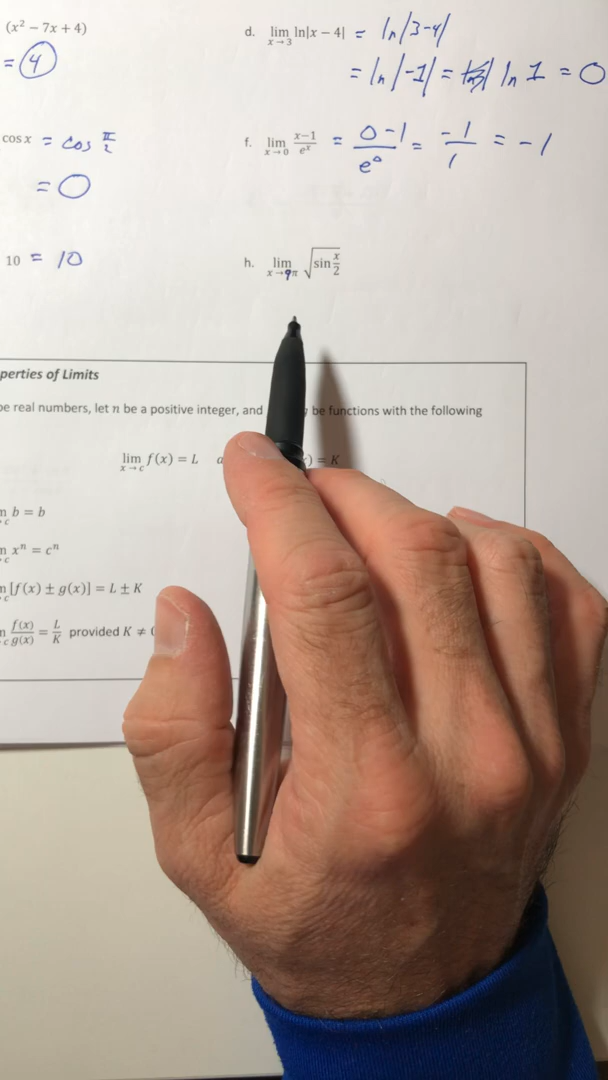 (x² – 7x + 4)
= 4
d. lim x→3 ln|x – 4| = ln|3-4|
= ln|-1| = ln 1 = 0
cos x = cos π/2
= 0
f. lim x→0 (x–1)/eˣ = (0-1)/e⁰ = -1/1 = -1
10 = 10
h. lim x→9π √(sin x/2)
perties of Limits
be real numbers, let n be a positive integer, and be functions with the following
lim x→c f(x) = L ) = K
b = b
xⁿ = cⁿ
[f(x) ± g(x)] = L ± K
f(x)/g(x) = L/K provided K ≠